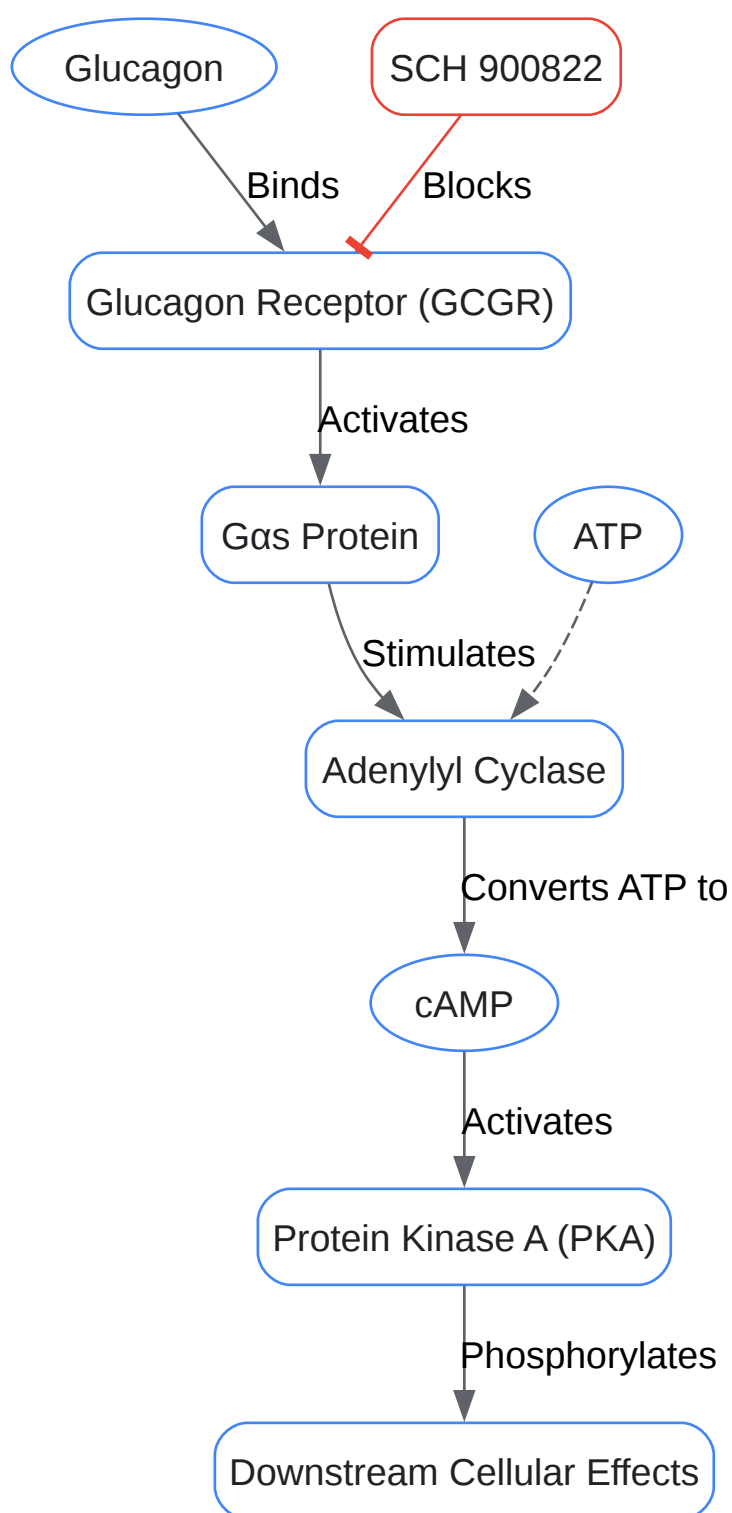 Glucagon
SCH 900822
Binds
Blocks
Glucagon Receptor (GCGR)
Activates
Gαs Protein
ATP
Stimulates
Adenylyl Cyclase
Converts ATP to
cAMP
Activates
Protein Kinase A (PKA)
Phosphorylates
Downstream Cellular Effects